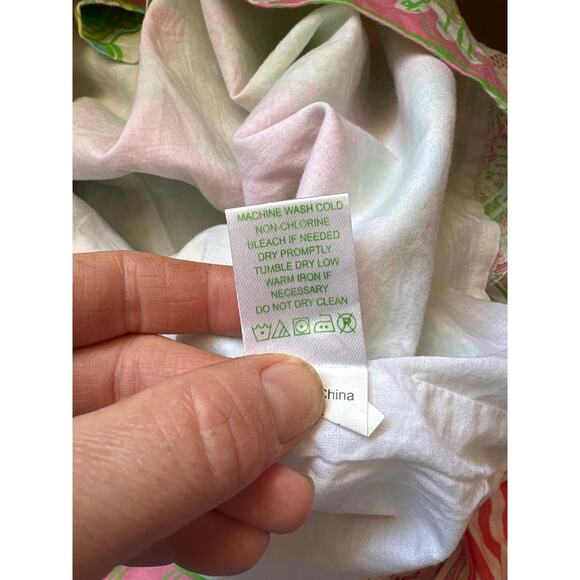 MACHINE WASH COLD
NON-CHLORINE
BLEACH IF NEEDED
DRY PROMPTLY
TUMBLE DRY LOW
WARM IRON IF
NECESSARY
DO NOT DRY CLEAN
China